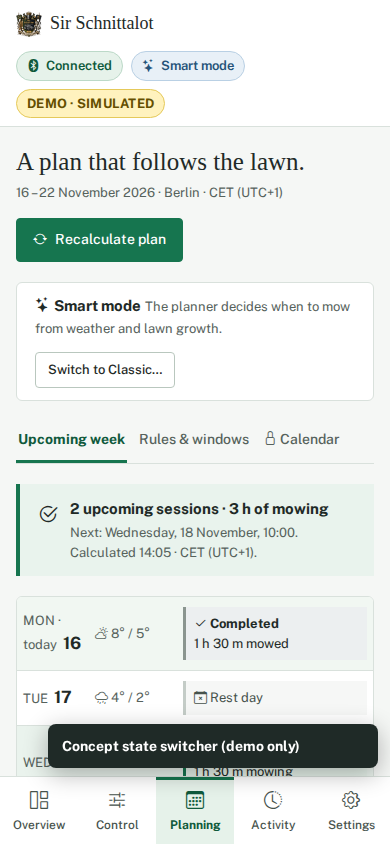 Sir Schnittalot
Connected
Smart mode
DEMO · SIMULATED
A plan that follows the lawn.
16–22 November 2026 · Berlin · CET (UTC+1)
Recalculate plan
Smart mode The planner decides when to mow
from weather and lawn growth.
Switch to Classic...
Upcoming week Rules & windows Calendar
2 upcoming sessions · 3 h of mowing
Next: Wednesday, 18 November, 10:00.
Calculated 14:05 · CET (UTC+1).
MON ·
today 16 8° / 5° Completed
1 h 30 m mowed
TUE 17 4° / 2° Rest day
Concept state switcher (demo only)
WED
1 h 30 m mowing
Overview Control Planning Activity Settings